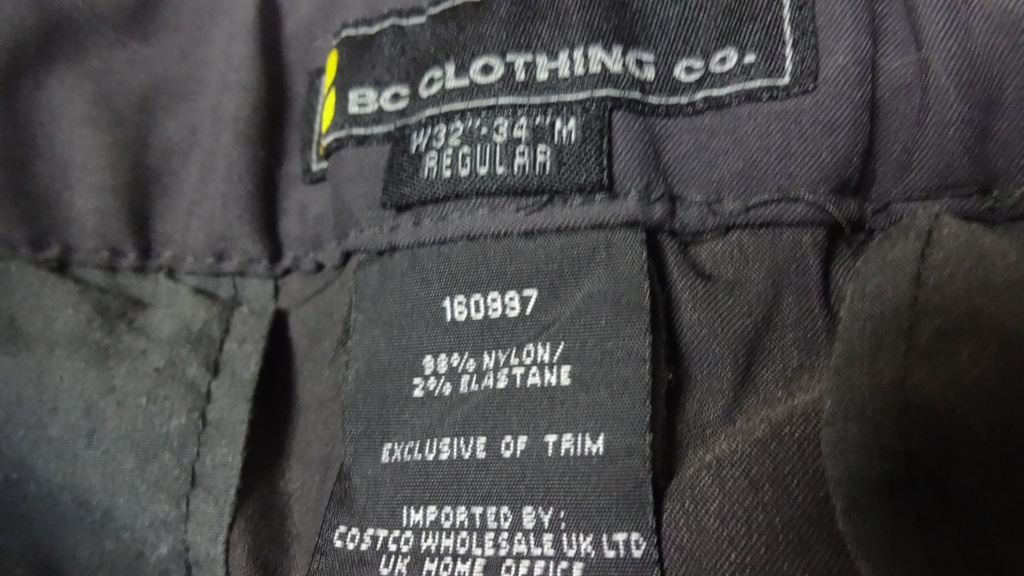 BC CLOTHING CO.
W32"-34"M
REGULAR
160997
98% NYLON/
2% ELASTANE
EXCLUSIVE OF TRIM
IMPORTED BY:
COSTCO WHOLESALE UK LTD
UK HOME OFFICE